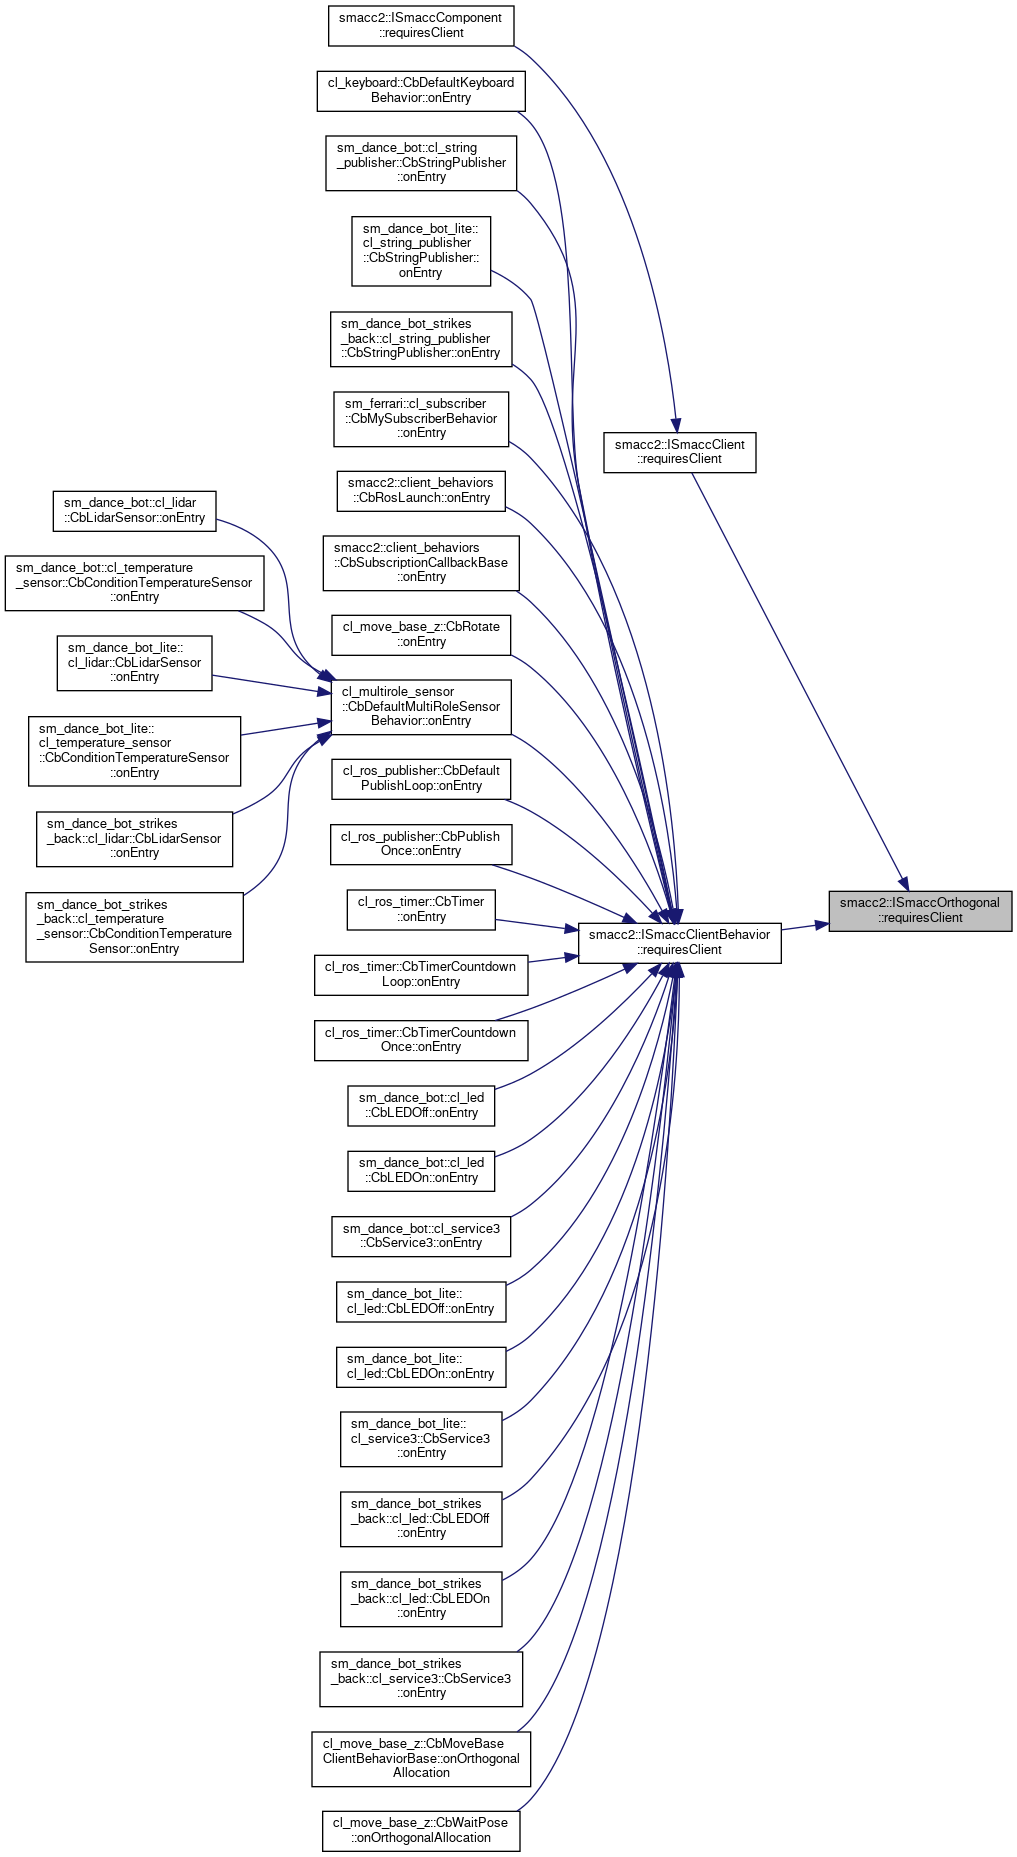 smacc2::ISmaccComponent
::requiresClient
cl_keyboard::CbDefaultKeyboard
Behavior::onEntry
sm_dance_bot::cl_string
_publisher::CbStringPublisher
::onEntry
sm_dance_bot_lite::
cl_string_publisher
::CbStringPublisher::
onEntry
sm_dance_bot_strikes
_back::cl_string_publisher
::CbStringPublisher::onEntry
sm_ferrari::cl_subscriber
::CbMySubscriberBehavior
::onEntry
smacc2::ISmaccClient
::requiresClient
smacc2::client_behaviors
::CbRosLaunch::onEntry
sm_dance_bot::cl_lidar
::CbLidarSensor::onEntry
smacc2::client_behaviors
::CbSubscriptionCallbackBase
::onEntry
sm_dance_bot::cl_temperature
_sensor::CbConditionTemperatureSensor
::onEntry
cl_move_base_z::CbRotate
::onEntry
sm_dance_bot_lite::
cl_lidar::CbLidarSensor
::onEntry
cl_multirole_sensor
::CbDefaultMultiRoleSensor
Behavior::onEntry
sm_dance_bot_lite::
cl_temperature_sensor
::CbConditionTemperatureSensor
::onEntry
cl_ros_publisher::CbDefault
PublishLoop::onEntry
sm_dance_bot_strikes
_back::cl_lidar::CbLidarSensor
::onEntry
cl_ros_publisher::CbPublish
Once::onEntry
sm_dance_bot_strikes
_back::cl_temperature
_sensor::CbConditionTemperature
Sensor::onEntry
cl_ros_timer::CbTimer
::onEntry
smacc2::ISmaccOrthogonal
::requiresClient
smacc2::ISmaccClientBehavior
::requiresClient
cl_ros_timer::CbTimerCountdown
Loop::onEntry
cl_ros_timer::CbTimerCountdown
Once::onEntry
sm_dance_bot::cl_led
::CbLEDOff::onEntry
sm_dance_bot::cl_led
::CbLEDOn::onEntry
sm_dance_bot::cl_service3
::CbService3::onEntry
sm_dance_bot_lite::
cl_led::CbLEDOff::onEntry
sm_dance_bot_lite::
cl_led::CbLEDOn::onEntry
sm_dance_bot_lite::
cl_service3::CbService3
::onEntry
sm_dance_bot_strikes
_back::cl_led::CbLEDOff
::onEntry
sm_dance_bot_strikes
_back::cl_led::CbLEDOn
::onEntry
sm_dance_bot_strikes
_back::cl_service3::CbService3
::onEntry
cl_move_base_z::CbMoveBase
ClientBehaviorBase::onOrthogonal
Allocation
cl_move_base_z::CbWaitPose
::onOrthogonalAllocation